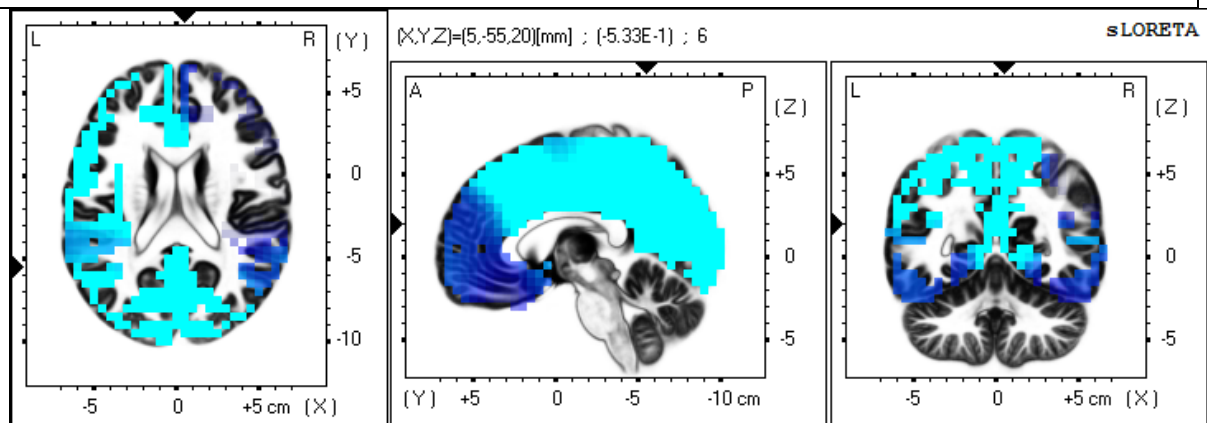 (X,Y,Z)=(5,-55,20)[mm] ; (-5.33E-1) ; 6
sLORETA
L R (Y)
+5
0
-5
-10
-5 0 +5 cm (X)
A P (Z)
+5
0
-5
(Y) +5 0 -5 -10 cm
L R (Z)
+5
0
-5
-5 0 +5 cm (X)